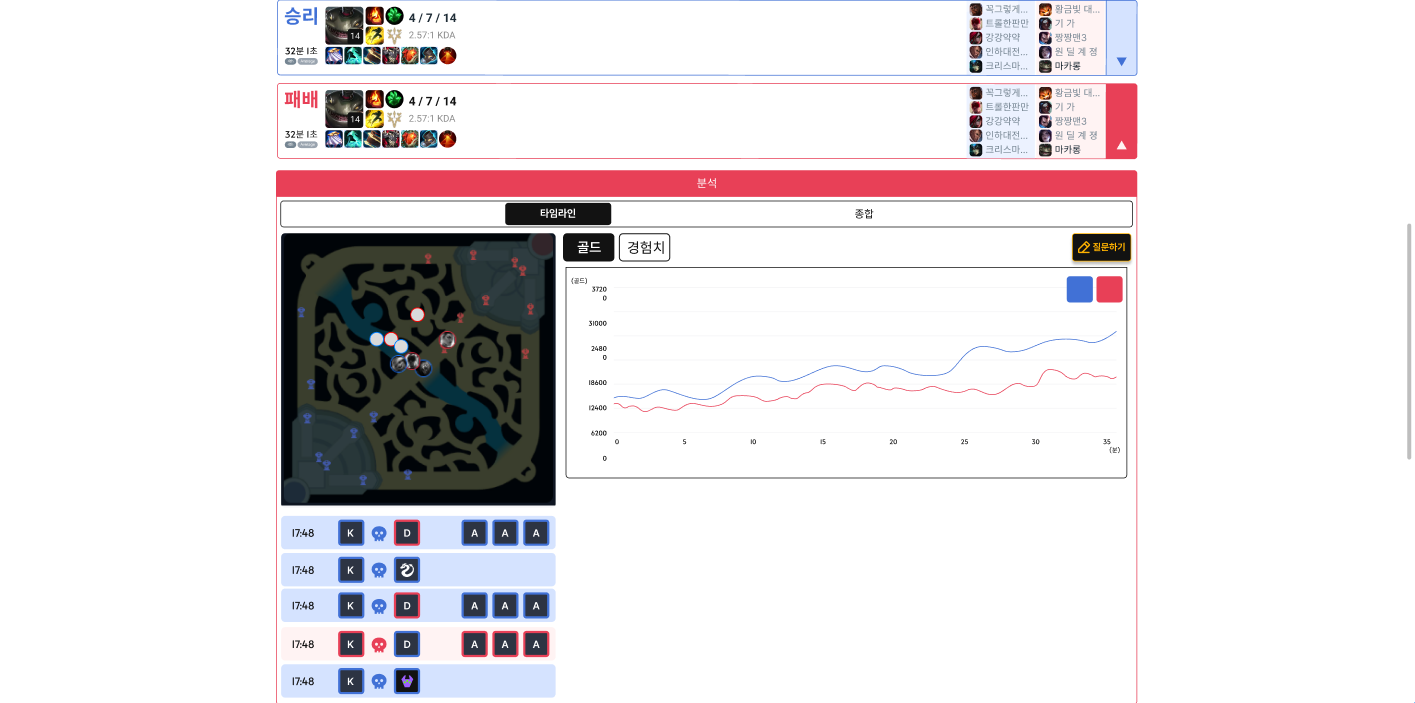 승리
14
4 / 7 / 14
2.57:1 KDA
32분 1초
꼭그렇게...
트롤한판만
강강약약
인하대전...
크리스마...
황금빛 대...
기 가
짱짱맨3
원 딜 계 정
마카롱
▼
패배
14
4 / 7 / 14
2.57:1 KDA
32분 1초
꼭그렇게...
트롤한판만
강강약약
인하대전...
크리스마...
황금빛 대...
기 가
짱짱맨3
원 딜 계 정
마카롱
▲
분석
타임라인
종합
골드
경험치
질문하기
(골드)
3720
0
31000
2480
0
18600
12400
6200
0
0 5 10 15 20 25 30 35
(분)
17:48 K D A A A
17:48 K
17:48 K D A A A
17:48 K D A A A
17:48 K